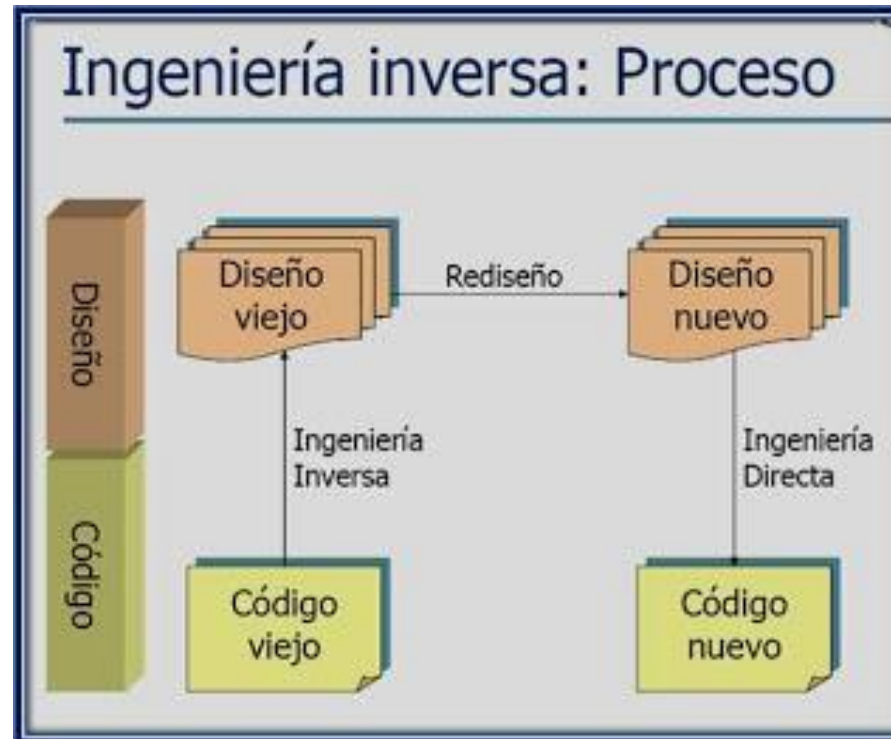 Ingeniería inversa: Proceso
Diseño
Código
Diseño
viejo
Rediseño
Diseño
nuevo
Ingeniería
Inversa
Ingeniería
Directa
Código
viejo
Código
nuevo